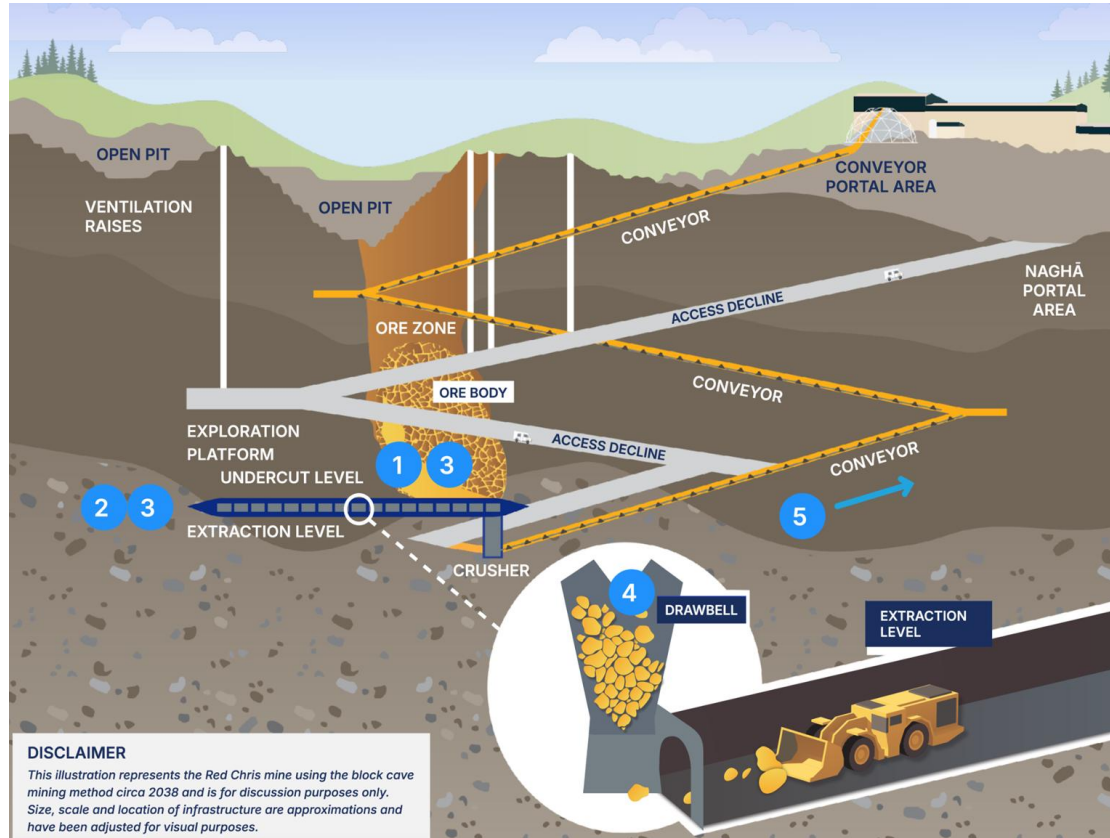 OPEN PIT
VENTILATION
RAISES
OPEN PIT
CONVEYOR
PORTAL AREA
CONVEYOR
NAGHĀ
PORTAL
AREA
ACCESS DECLINE
ORE ZONE
ORE BODY
CONVEYOR
EXPLORATION
PLATFORM
ACCESS DECLINE
CONVEYOR
UNDERCUT LEVEL
1 3
2 3
EXTRACTION LEVEL
5
CRUSHER
4
DRAWBELL
EXTRACTION
LEVEL
DISCLAIMER
This illustration represents the Red Chris mine using the block cave
mining method circa 2038 and is for discussion purposes only.
Size, scale and location of infrastructure are approximations and
have been adjusted for visual purposes.